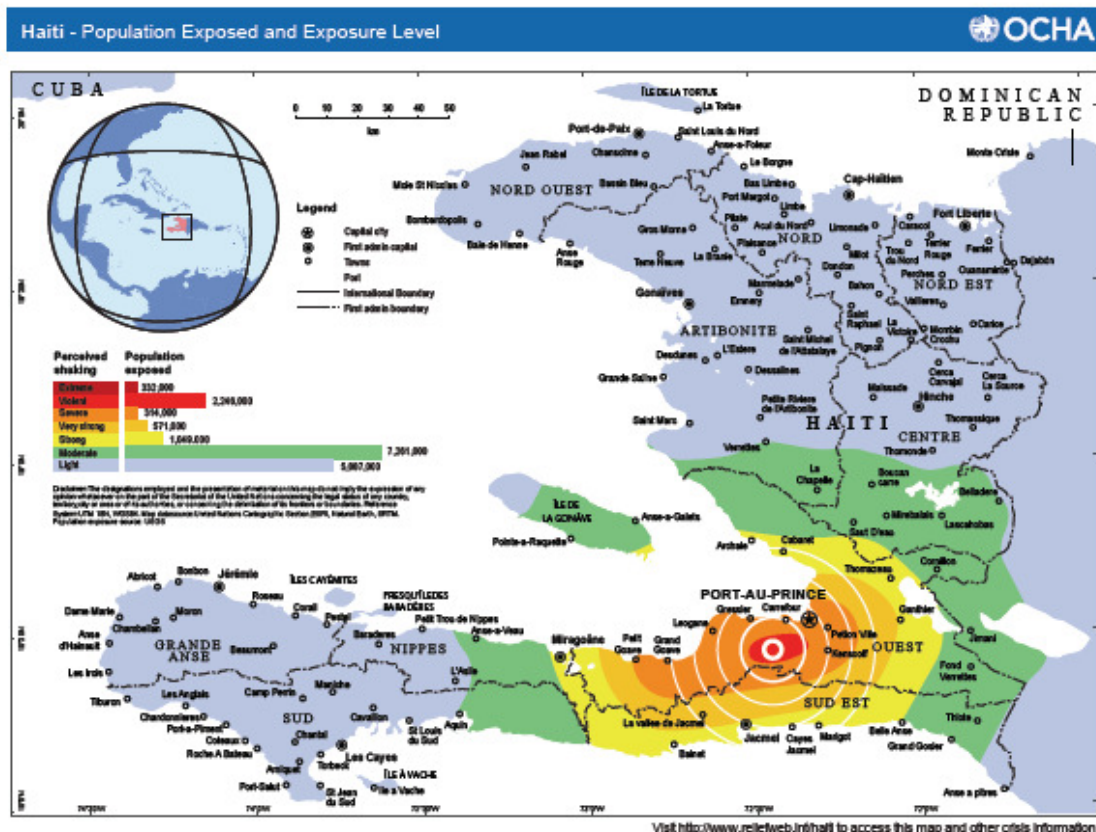 Haiti - Population Exposed and Exposure Level
OCHA
CUBA
ÎLE DE LA TORTUE
La Tortue
DOMINICAN
REPUBLIC
0 10 20 30 40 50
km
Port-de-Paix
Saint Louis du Nord
Anse-a-Foleur
Chansolme
Jean Rabel
Le Borgne
Monte Cristo
Mole St Nicolas
NORD OUEST
Bassin Bleu
Bas Limbe
Port Margot
Cap-Haïtien
Limbe
Legend
Capital city
First admin capital
Towns
Port
International Boundary
First admin boundary
Bombardopolis
Baie de Henne
Anse
Rouge
Gros Morne
Pilate
Acul du Nord
NORD
Plaisance
Limonade
Caracol
Fort Liberte
Terrier
Rouge
Ferrier
Trou
du Nord
Milot
Terre Neuve
La Branle
Dondon
Perches
Ouanaminte
Dajabón
NORD EST
Marmelade
Bahon
Vallieres
Gonaïves
Ennery
Saint
Raphael
ARTIBONITE
Saint Michel
de l'Attalaye
La
Victoire
Pignon
Mombin
Crochu
Carice
L'Estere
Desdunes
Dessalines
Cerca
Carvajal
Cerca
La Source
Grande Saline
Maissade
Hinche
Petite Riviere
de l'Artibonite
Saint Marc
HAITI
Thomassique
CENTRE
Verrettes
Thomonde
Perceived
shaking
Population
exposed
Extreme 332,000
Violent 2,246,000
Severe 314,000
Very strong 571,000
Strong 1,049,000
Moderate 7,261,000
Light 5,887,000
La
Chapelle
Boucan
carre
Belladere
ÎLE DE
LA GONÂVE
Anse-a-Galets
Pointe-a-Raquette
Mirebalais
Lascahobas
Saut D'eau
Archaie
Cabaret
Cornillon
Thomazeau
Abricot
Bonbon
Jérémie
ÎLES CAYÉMITES
Roseau
Corail
Pestel
Dame-Marie
Moron
Chambellan
Petit Trou de Nippes
Baraderes
Anse-a-Veau
Anse
d'Hainault
GRANDE
ANSE
Beaumont
NIPPES
Miragoâne
Petit
Goave
Grand
Goave
Leogane
Gressier
Carrefour
PORT-AU-PRINCE
Petion Ville
Kenscoff
Ganthier
OUEST
Jimani
Fond
Verrettes
Les Irois
Tiburon
Les Anglais
Camp Perrin
Maniche
L'Asile
Chardonnieres
Port-a-Piment
SUD
Cavaillon
St Louis
du Sud
Aquin
Coteaux
Roche A Bateau
Chantal
Torbeck
Les Cayes
Arniquet
Port-Salut
St Jean
du Sud
ÎLE À VACHE
Ile a Vache
La vallee de Jacmel
Bainet
Jacmel
Cayes
Jacmel
Marigot
SUD EST
Belle Anse
Grand Gosier
Thiote
Anse a pitres
Visit http://www.reliefweb.int/haiti to access this map and other crisis information